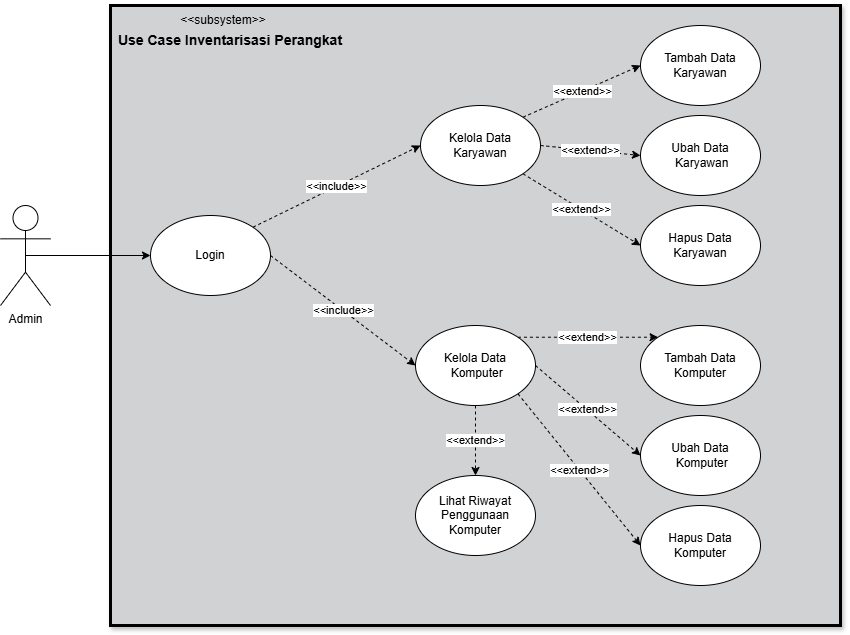 <<subsystem>>
Use Case Inventarisasi Perangkat
Tambah Data
Karyawan
<<extend>>
Kelola Data
Karyawan
<<extend>>
Ubah Data
Karyawan
<<include>>
<<extend>>
Hapus Data
Karyawan
Login
Admin
<<include>>
Kelola Data
Komputer
<<extend>>
Tambah Data
Komputer
<<extend>>
Ubah Data
Komputer
<<extend>>
<<extend>>
Lihat Riwayat
Penggunaan
Komputer
Hapus Data
Komputer